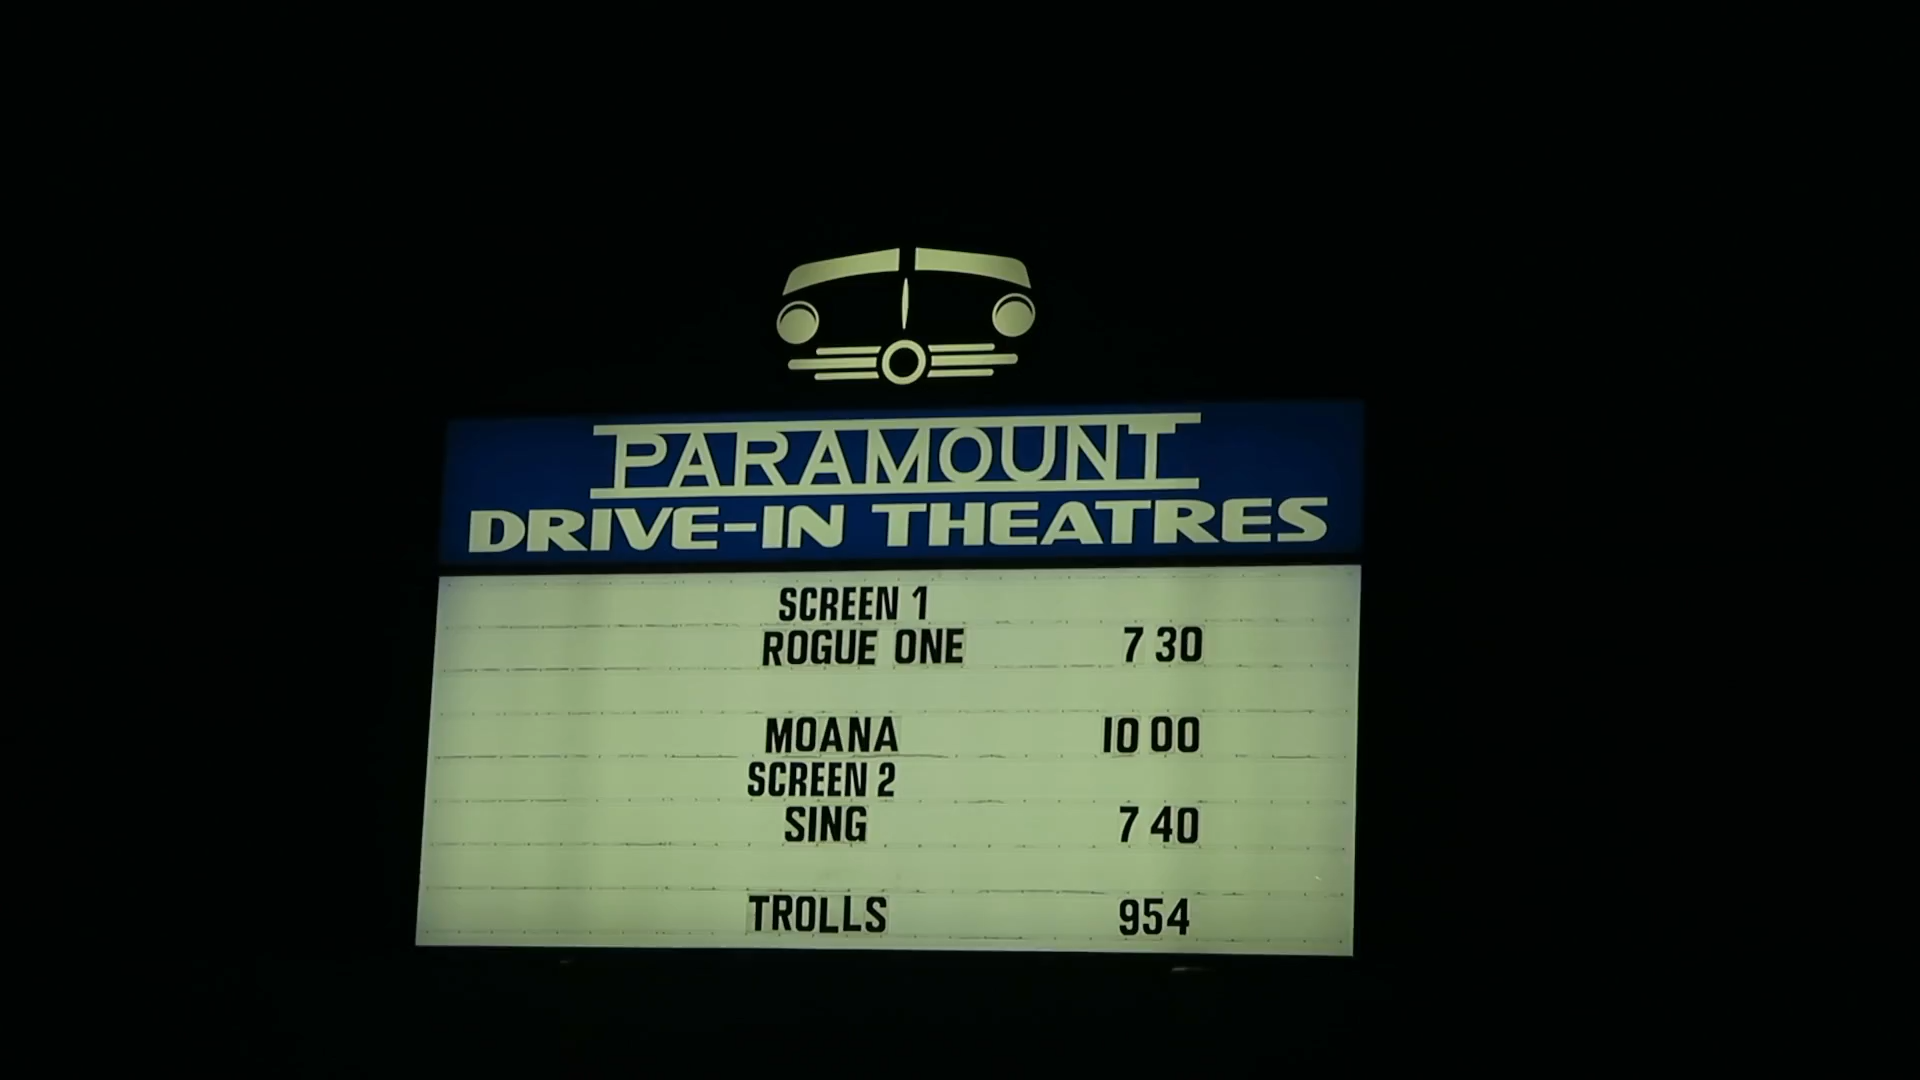 PARAMOUNT
DRIVE-IN THEATRES
SCREEN 1
ROGUE ONE 7 30
MOANA 10 00
SCREEN 2
SING 7 40
TROLLS 954